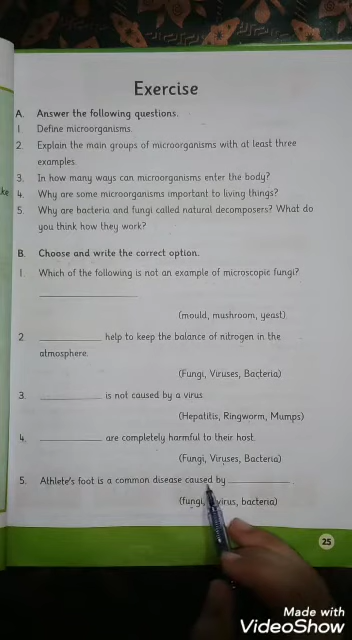 Exercise
A. Answer the following questions.
1. Define microorganisms.
2. Explain the main groups of microorganisms with at least three
examples.
3. In how many ways can microorganisms enter the body?
ke
4. Why are some microorganisms important to living things?
5. Why are bacteria and fungi called natural decomposers? What do
you think how they work?
B. Choose and write the correct option.
1. Which of the following is not an example of microscopic fungi?
(mould, mushroom, yeast)
2. help to keep the balance of nitrogen in the
atmosphere.
(Fungi, Viruses, Bacteria)
3. is not caused by a virus
(Hepatitis, Ringworm, Mumps)
4. are completely harmful to their host.
(Fungi, Viruses, Bacteria)
5. Athlete's foot is a common disease caused by
(fungi, virus, bacteria)
25
Made with
VideoShow